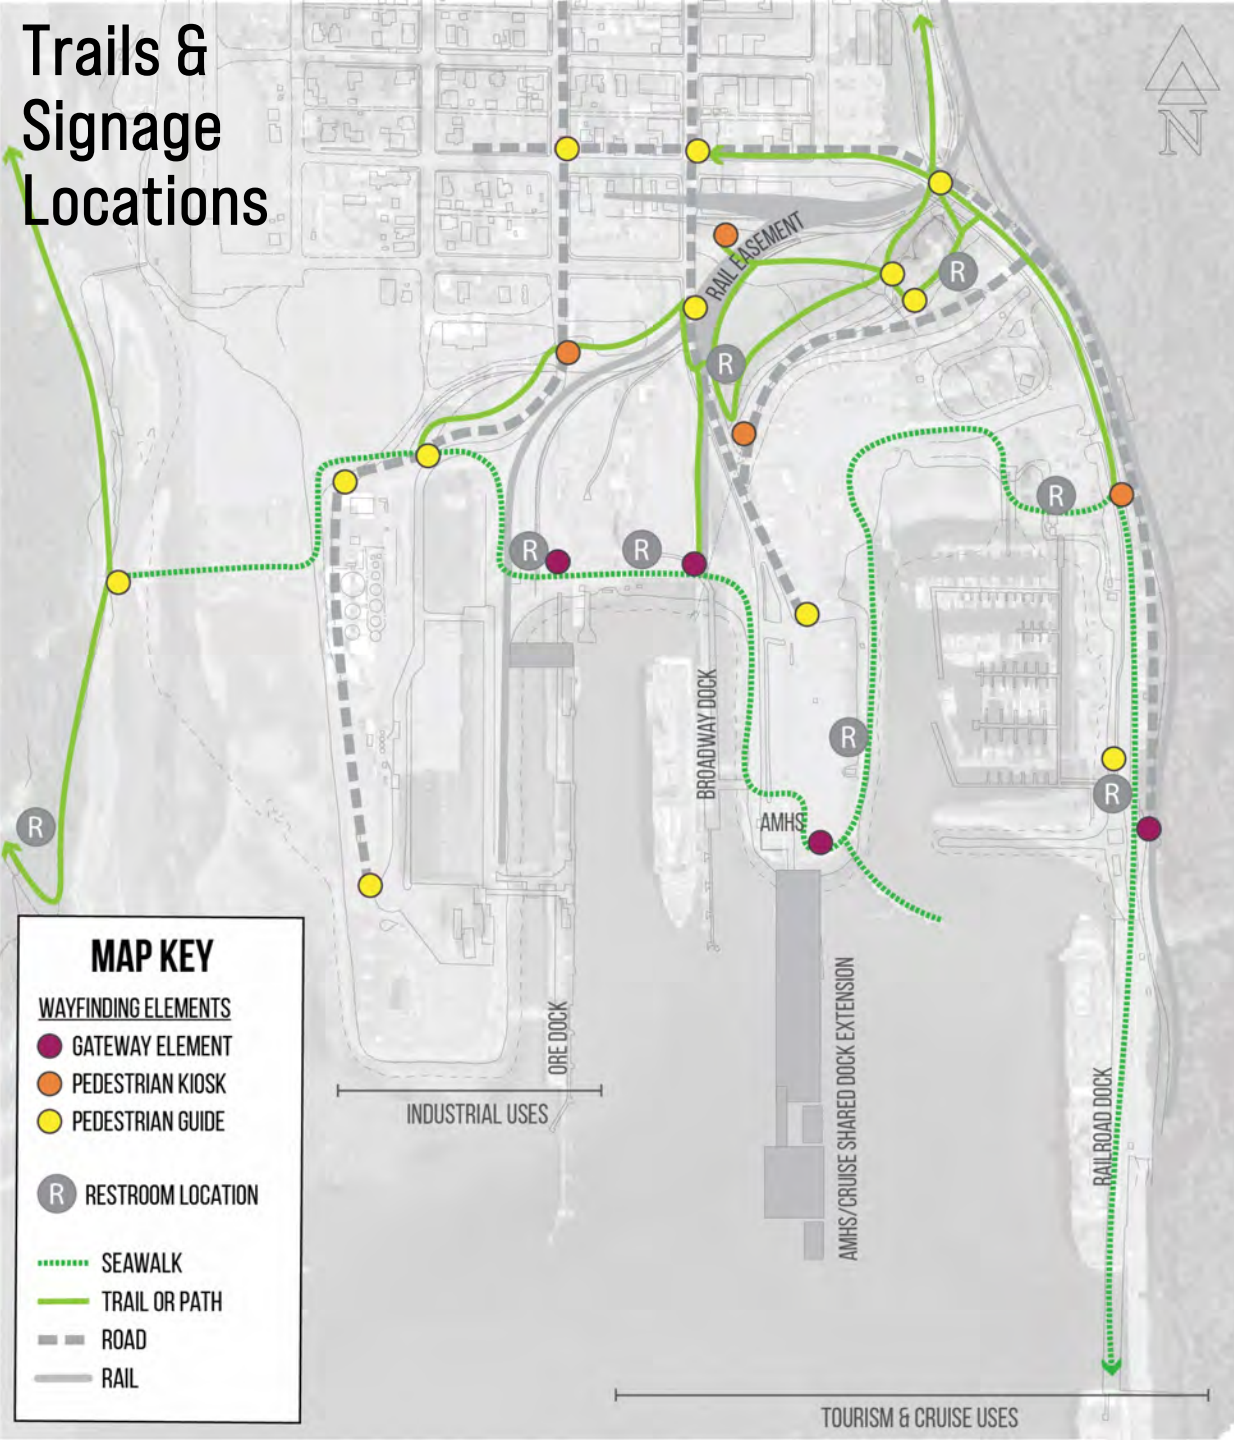 Trails &
Signage
Locations
N
RAIL EASEMENT
R
R
R
R
R
R
R
R
BROADWAY DOCK
AMHS
ORE DOCK
AMHS/CRUISE SHARED DOCK EXTENSION
RAILROAD DOCK
INDUSTRIAL USES
TOURISM & CRUISE USES
MAP KEY
WAYFINDING ELEMENTS
GATEWAY ELEMENT
PEDESTRIAN KIOSK
PEDESTRIAN GUIDE
R RESTROOM LOCATION
SEAWALK
TRAIL OR PATH
ROAD
RAIL